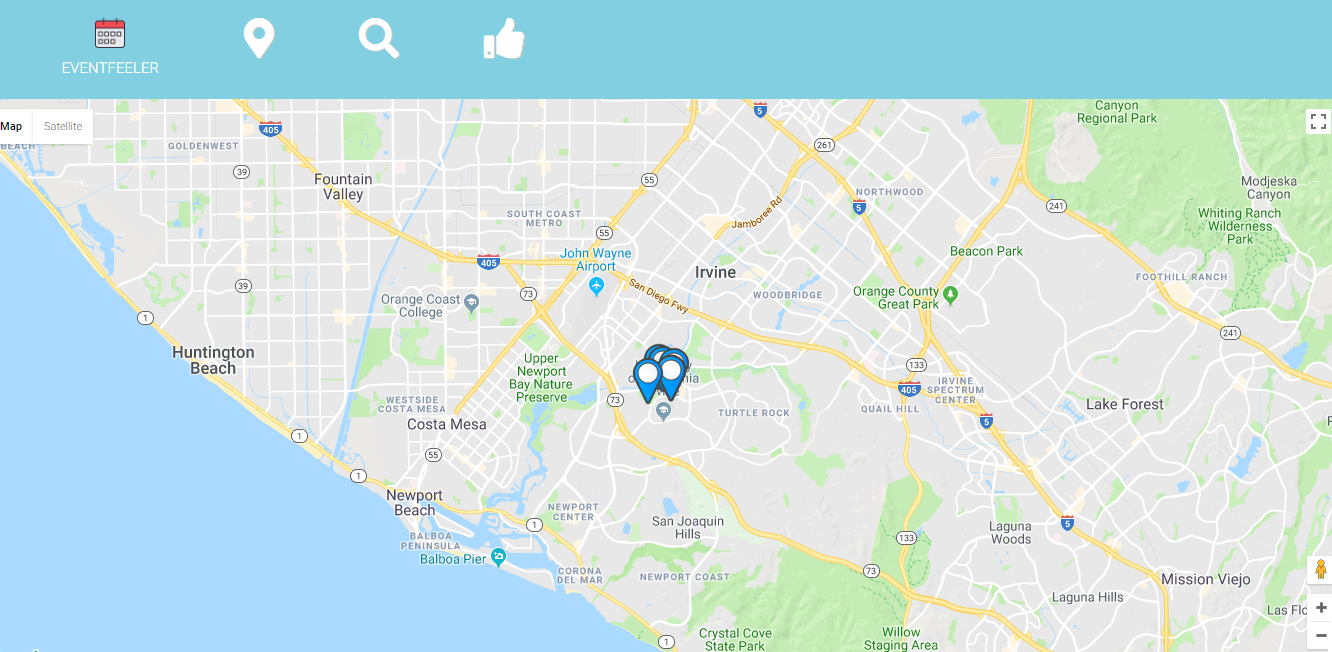 EVENTFEELER
Map
Satellite
BEACH
GOLDENWEST
405
5
Canyon
Regional Park
261
39
Fountain
Valley
55
NORTHWOOD
5
Modjeska
Canyon
241
Jamboree Rd
SOUTH COAST
METRO
55
Whiting Ranch
Wilderness
Park
John Wayne
Airport
405
Irvine
Beacon Park
FOOTHILL RANCH
39
73
San Diego Fwy
WOODBRIDGE
Orange County
Great Park
Orange Coast
College
1
241
Huntington
Beach
Upper
Newport
Bay Nature
Preserve
133
405
IRVINE
SPECTRUM
CENTER
WESTSIDE
COSTA MESA
73
TURTLE ROCK
QUAIL HILL
Lake Forest
5
Costa Mesa
1
55
1
Newport
Beach
NEWPORT
CENTER
1
San Joaquin
Hills
133
Laguna
Woods
5
BALBOA
PENINSULA
Balboa Pier
CORONA
DEL MAR
NEWPORT COAST
73
Mission Viejo
Laguna Hills
Las Flo
1
Crystal Cove
State Park
Willow
Staging Area